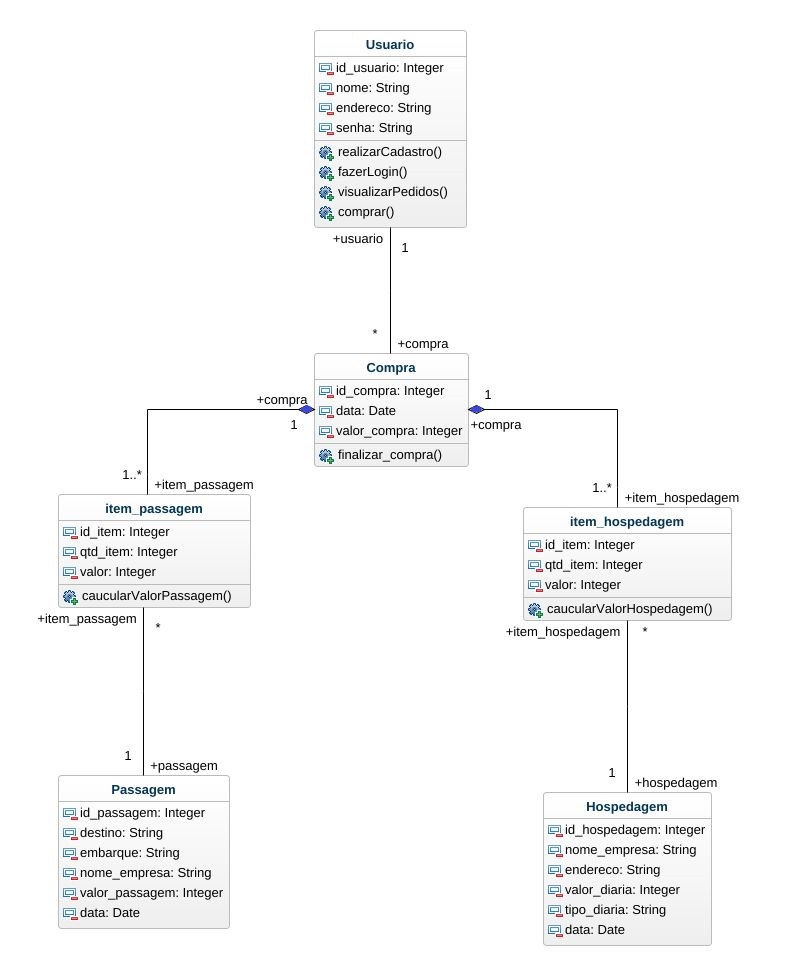 Usuario
id_usuario: Integer
nome: String
endereco: String
senha: String
realizarCadastro()
fazerLogin()
visualizarPedidos()
comprar()
+usuario
1
*
+compra
Compra
id_compra: Integer
data: Date
valor_compra: Integer
finalizar_compra()
+compra
1
1
+compra
1..*
+item_passagem
item_passagem
id_item: Integer
qtd_item: Integer
valor: Integer
caucularValorPassagem()
+item_passagem
*
1..*
+item_hospedagem
item_hospedagem
id_item: Integer
qtd_item: Integer
valor: Integer
caucularValorHospedagem()
+item_hospedagem
*
1
+passagem
Passagem
id_passagem: Integer
destino: String
embarque: String
nome_empresa: String
valor_passagem: Integer
data: Date
1
+hospedagem
Hospedagem
id_hospedagem: Integer
nome_empresa: String
endereco: String
valor_diaria: Integer
tipo_diaria: String
data: Date